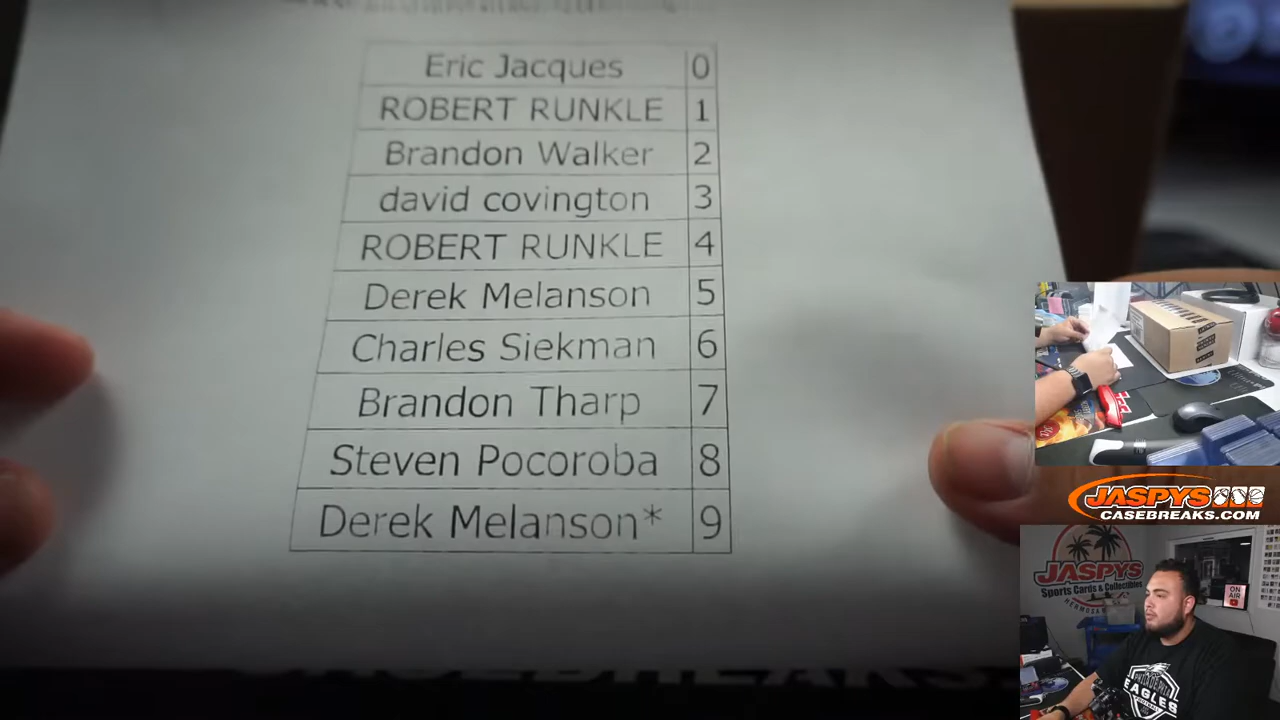 Eric Jacques 0
ROBERT RUNKLE 1
Brandon Walker 2
david covington 3
ROBERT RUNKLE 4
Derek Melanson 5
Charles Siekman 6
Brandon Tharp 7
Steven Pocoroba 8
Derek Melanson* 9
JASPYS
CASEBREAKS.COM
JASPYS
Sports Cards & Collectibles
ON AIR
EAGLES